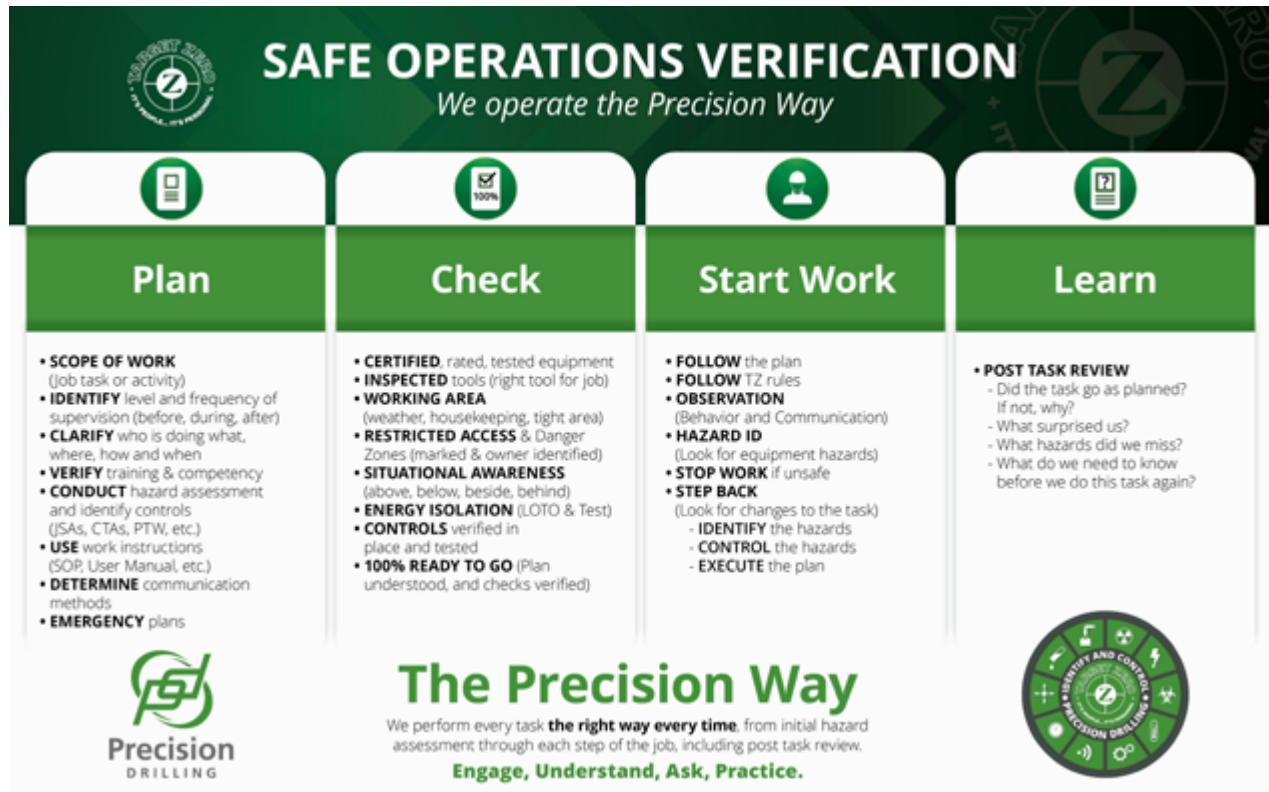 TARGET ZERO
Z
IT'S PEOPLE... IT'S PERSONAL
SAFE OPERATIONS VERIFICATION
We operate the Precision Way
100%
?
Plan
• SCOPE OF WORK
(Job task or activity)
• IDENTIFY level and frequency of
supervision (before, during, after)
• CLARIFY who is doing what,
where, how and when
• VERIFY training & competency
• CONDUCT hazard assessment
and identify controls
(JSAs, CTAs, PTW, etc.)
• USE work instructions
(SOP, User Manual, etc.)
• DETERMINE communication
methods
• EMERGENCY plans
Check
• CERTIFIED, rated, tested equipment
• INSPECTED tools (right tool for job)
• WORKING AREA
(weather, housekeeping, tight area)
• RESTRICTED ACCESS & Danger
Zones (marked & owner identified)
• SITUATIONAL AWARENESS
(above, below, beside, behind)
• ENERGY ISOLATION (LOTO & Test)
• CONTROLS verified in
place and tested
• 100% READY TO GO (Plan
understood, and checks verified)
Start Work
• FOLLOW the plan
• FOLLOW TZ rules
• OBSERVATION
(Behavior and Communication)
• HAZARD ID
(Look for equipment hazards)
• STOP WORK if unsafe
• STEP BACK
(Look for changes to the task)
- IDENTIFY the hazards
- CONTROL the hazards
- EXECUTE the plan
Learn
• POST TASK REVIEW
- Did the task go as planned?
If not, why?
- What surprised us?
- What hazards did we miss?
- What do we need to know
before we do this task again?
Precision
DRILLING
The Precision Way
We perform every task the right way every time, from initial hazard
assessment through each step of the job, including post task review.
Engage, Understand, Ask, Practice.
IDENTIFY AND CONTROL
TARGET ZERO
Z
PRECISION DRILLING